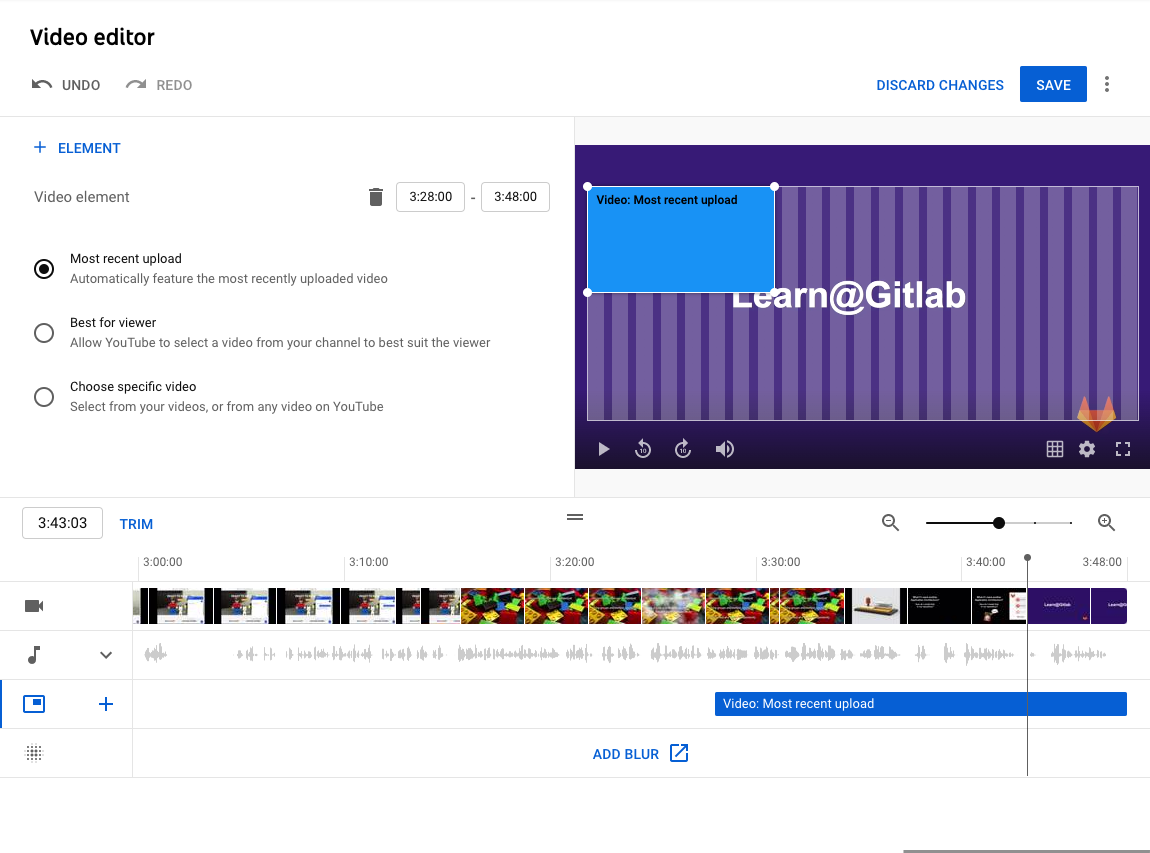 Video editor
UNDO REDO DISCARD CHANGES SAVE
ELEMENT
Video element 3:28:00 - 3:48:00
Most recent upload
Automatically feature the most recently uploaded video
Best for viewer
Allow YouTube to select a video from your channel to best suit the viewer
Choose specific video
Select from your videos, or from any video on YouTube
Video: Most recent upload
Learn@Gitlab
10 10
3:43:03 TRIM
3:00:00 3:10:00 3:20:00 3:30:00 3:40:00 3:48:00
Learn@Gitlab
Video: Most recent upload
ADD BLUR